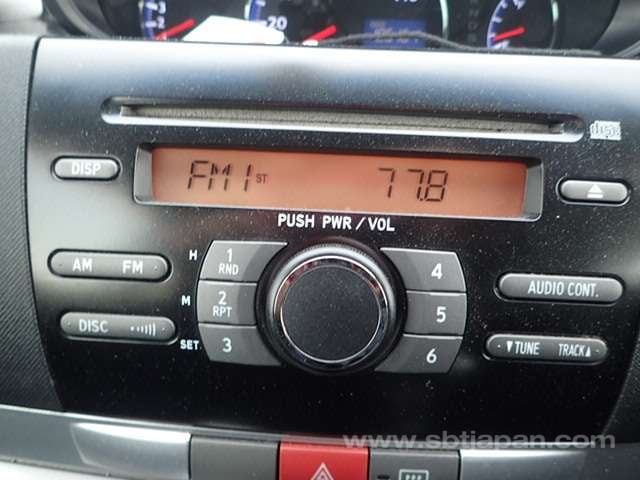 20
DISP
FM1 ST 77.8
PUSH PWR/VOL
AM FM
H 1 RND
4
M 2 RPT
5
AUDIO CONT.
DISC
SET 3
6
▼TUNE TRACK▲
www.sbtjapan.com